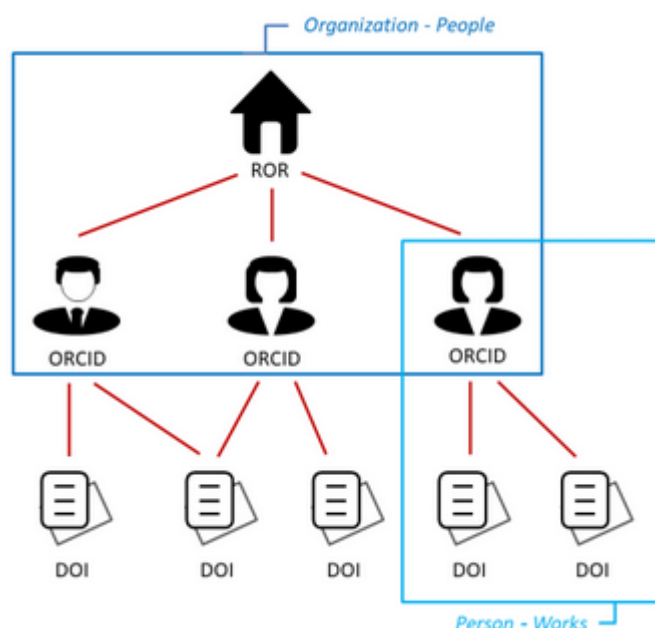 Organization - People
ROR
ORCID ORCID ORCID
DOI DOI DOI DOI DOI
Person - Works